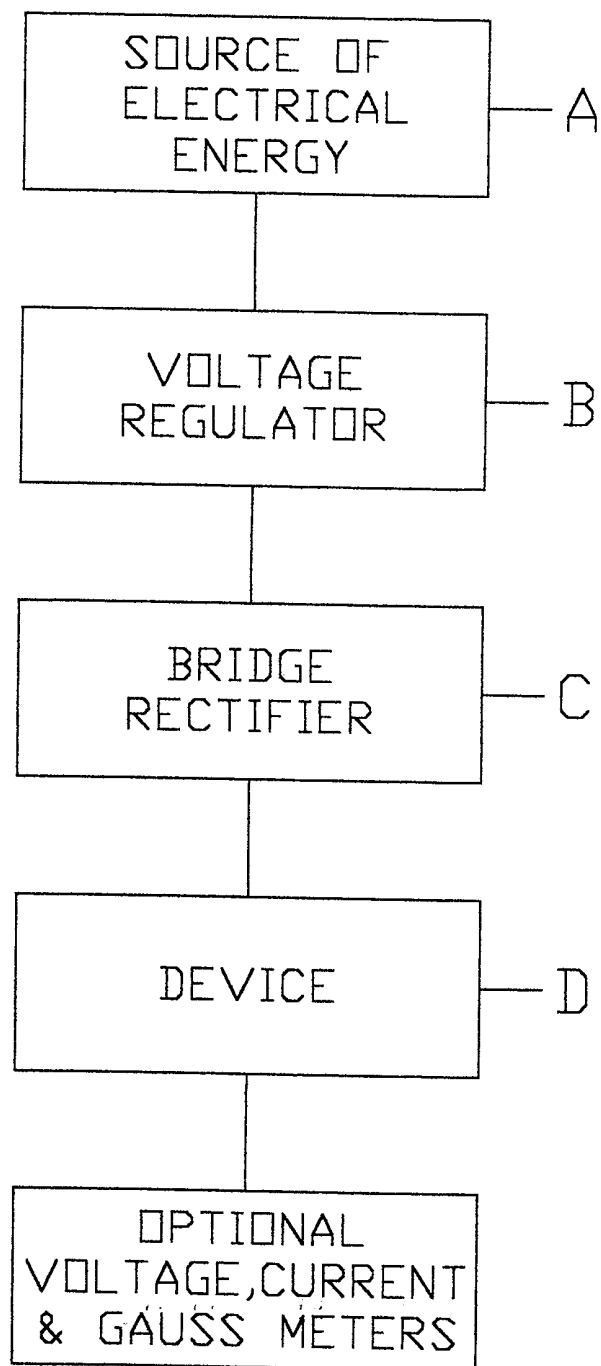 SOURCE OF
ELECTRICAL
ENERGY
A
VOLTAGE
REGULATOR
B
BRIDGE
RECTIFIER
C
DEVICE
D
OPTIONAL
VOLTAGE,CURRENT
& GAUSS METERS